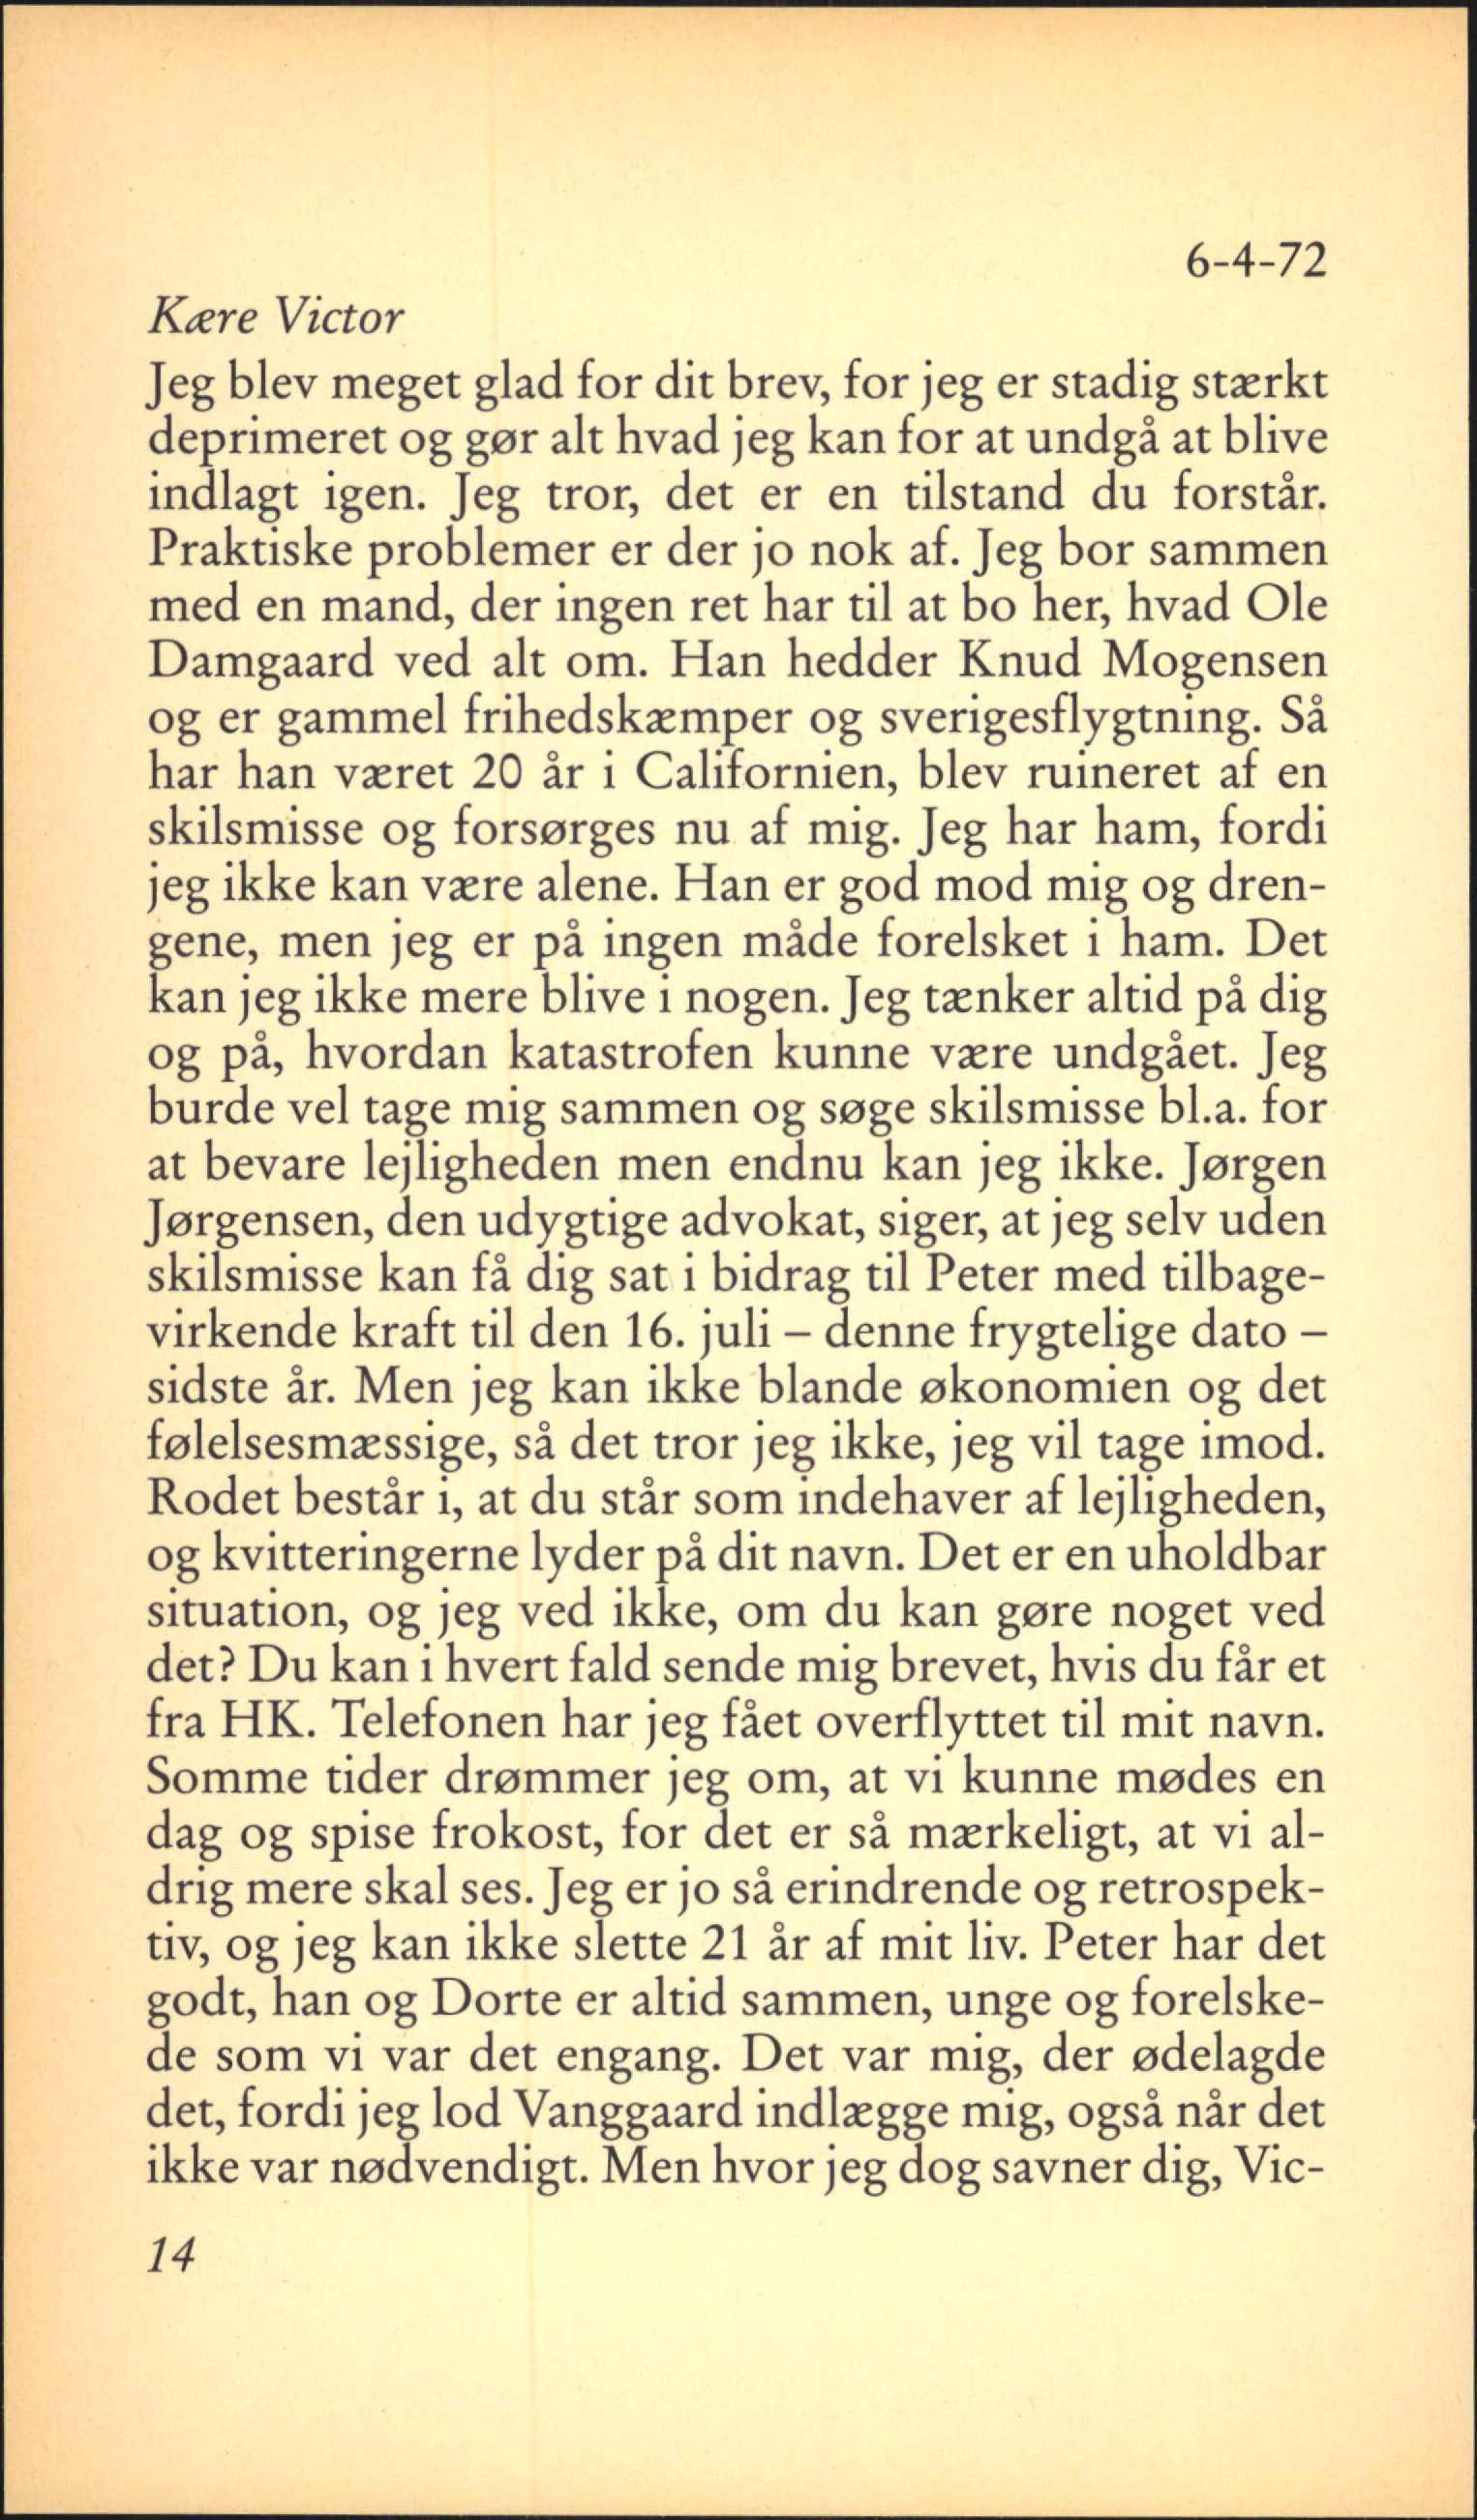 6-4-72
Kære Victor
Jeg blev meget glad for dit brev, for jeg er stadig stærkt
deprimeret og gør alt hvad jeg kan for at undgå at blive
indlagt igen. Jeg tror, det er en tilstand du forstår.
Praktiske problemer er der jo nok af. Jeg bor sammen
med en mand, der ingen ret har til at bo her, hvad Ole
Damgaard ved alt om. Han hedder Knud Mogensen
og er gammel frihedskæmper og sverigesflygtning. Så
har han været 20 år i Californien, blev ruineret af en
skilsmisse og forsørges nu af mig. Jeg har ham, fordi
jeg ikke kan være alene. Han er god mod mig og dren-
gene, men jeg er på ingen måde forelsket i ham. Det
kan jeg ikke mere blive i nogen. Jeg tænker altid på dig
og på, hvordan katastrofen kunne være undgået. Jeg
burde vel tage mig sammen og søge skilsmisse bl.a. for
at bevare lejligheden men endnu kan jeg ikke. Jørgen
Jørgensen, den udygtige advokat, siger, at jeg selv uden
skilsmisse kan få dig sat i bidrag til Peter med tilbage-
virkende kraft til den 16. juli – denne frygtelige dato –
sidste år. Men jeg kan ikke blande økonomien og det
følelsesmæssige, så det tror jeg ikke, jeg vil tage imod.
Rodet består i, at du står som indehaver af lejligheden,
og kvitteringerne lyder på dit navn. Det er en uholdbar
situation, og jeg ved ikke, om du kan gøre noget ved
det? Du kan i hvert fald sende mig brevet, hvis du får et
fra HK. Telefonen har jeg fået overflyttet til mit navn.
Somme tider drømmer jeg om, at vi kunne mødes en
dag og spise frokost, for det er så mærkeligt, at vi al-
drig mere skal ses. Jeg er jo så erindrende og retrospek-
tiv, og jeg kan ikke slette 21 år af mit liv. Peter har det
godt, han og Dorte er altid sammen, unge og forelske-
de som vi var det engang. Det var mig, der ødelagde
det, fordi jeg lod Vanggaard indlægge mig, også når det
ikke var nødvendigt. Men hvor jeg dog savner dig, Vic-
14